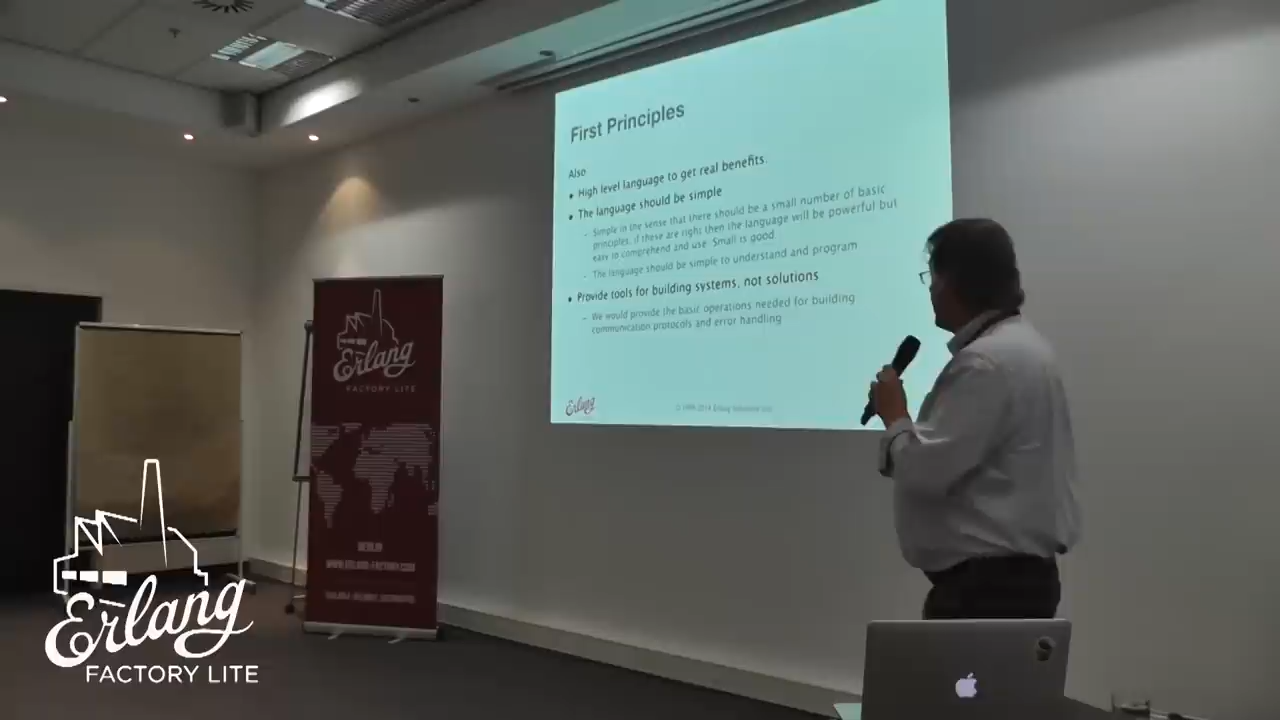 First Principles
Also
• High level language to get real benefits.
• The language should be simple
– Simple in the sense that there should be a small number of basic
principles, if these are right then the language will be powerful but
easy to comprehend and use. Small is good.
– The language should be simple to understand and program
• Provide tools for building systems, not solutions
– We would provide the basic operations needed for building
communication protocols and error handling
Erlang
Erlang
FACTORY LITE
BERLIN
WWW.ERLANG-FACTORY.COM
Erlang
FACTORY LITE